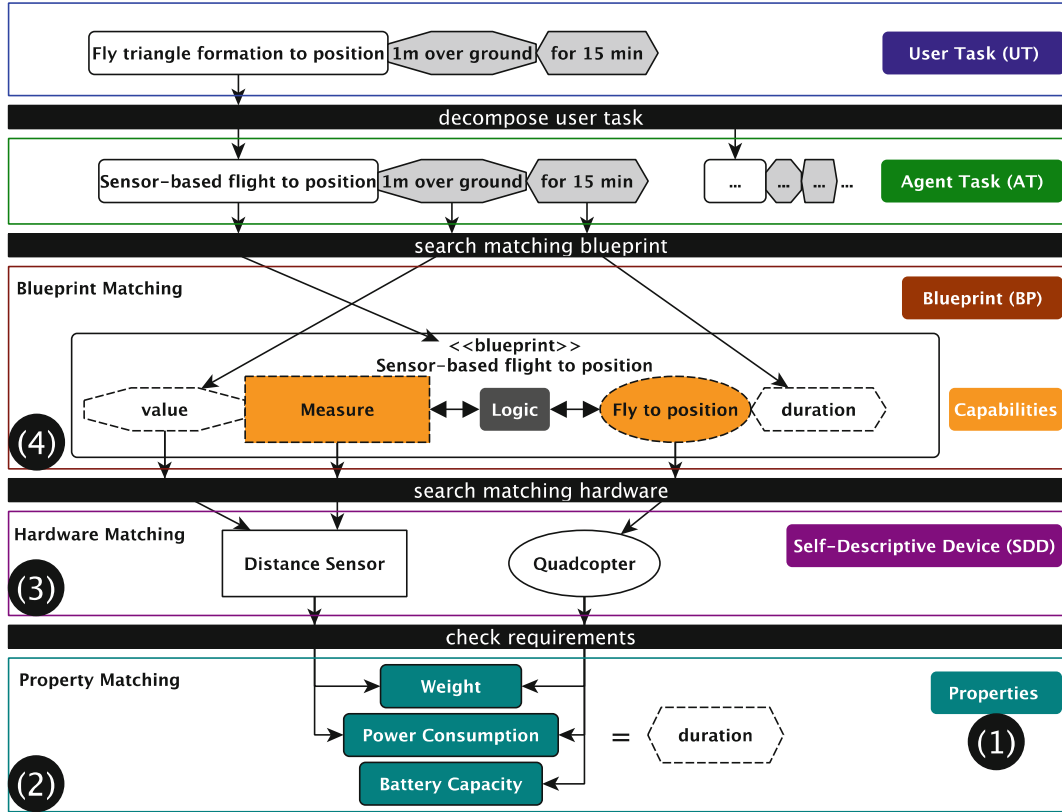 Fly triangle formation to position
1m over ground
for 15 min
User Task (UT)
decompose user task
Sensor-based flight to position
1m over ground
for 15 min
...
...
...
...
Agent Task (AT)
search matching blueprint
Blueprint Matching
Blueprint (BP)
<<blueprint>>
Sensor-based flight to position
value
Measure
Logic
Fly to position
duration
Capabilities
(4)
search matching hardware
Hardware Matching
Self-Descriptive Device (SDD)
Distance Sensor
Quadcopter
(3)
check requirements
Property Matching
Weight
Properties
Power Consumption
=
duration
(1)
Battery Capacity
(2)